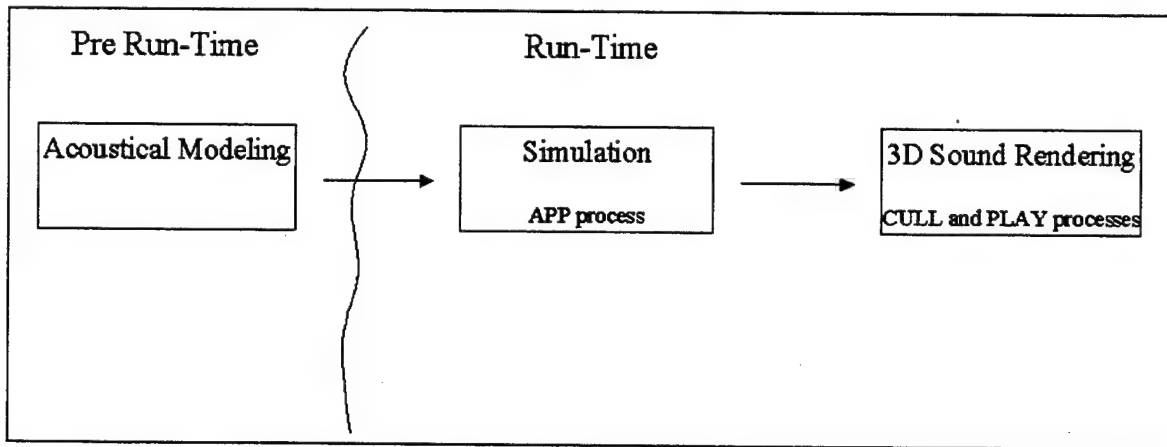 Pre Run-Time
Run-Time
Acoustical Modeling
Simulation
APP process
3D Sound Rendering
CULL and PLAY processes